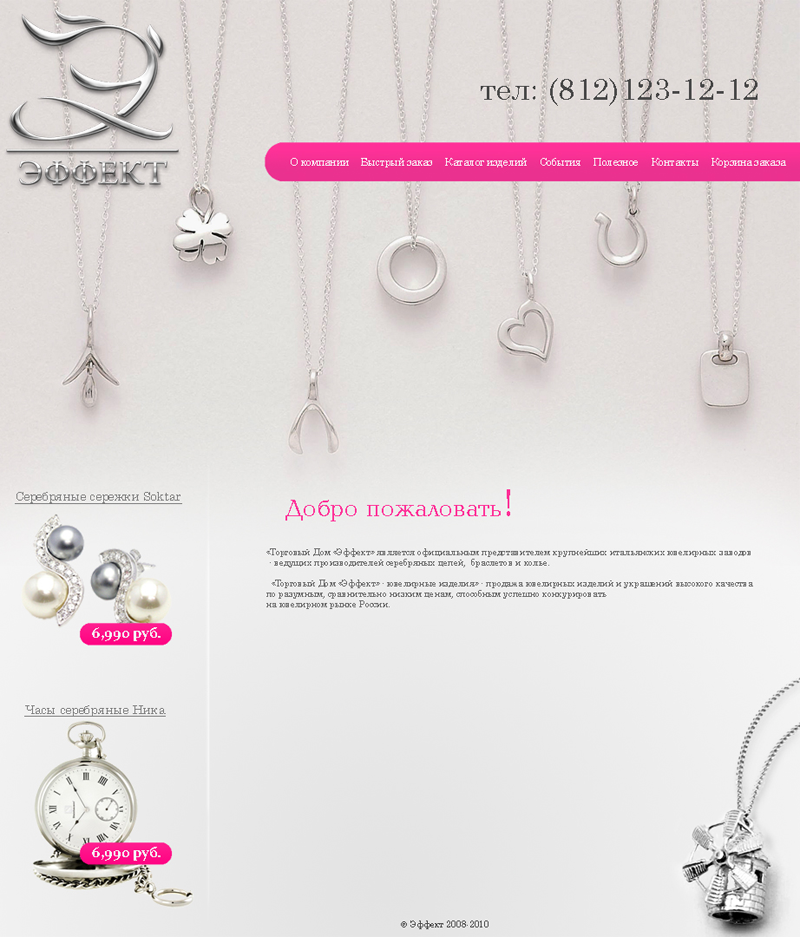 ЭФФЕКТ
тел: (812)123-12-12
О компании Быстрый заказ Каталог изделий События Полезное Контакты Корзина заказа
Серебряные сережки Soktar
6,990 руб.
Часы серебряные Ника
6,990 руб.
Добро пожаловать!
«Торговый Дом «Эффект» является официальным представителем крупнейших итальянских ювелирных заводов
- ведущих производителей серебряных цепей, браслетов и колье.
«Торговый Дом «Эффект» - ювелирные изделия» - продажа ювелирных изделий и украшений высокого качества
по разумным, сравнительно низким ценам, способным успешно конкурировать
на ювелирном рынке России.
© Эффект 2008-2010